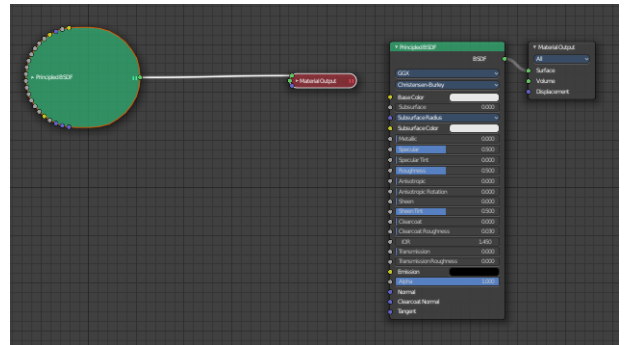 Principled BSDF
Material Output
Principled BSDF
BSDF
GGX
Christensen-Burley
Base Color
Subsurface 0.000
Subsurface Radius
Subsurface Color
Metallic 0.000
Specular 0.500
Specular Tint 0.000
Roughness 0.500
Anisotropic 0.000
Anisotropic Rotation 0.000
Sheen 0.000
Sheen Tint 0.500
Clearcoat 0.000
Clearcoat Roughness 0.030
IOR 1.450
Transmission 0.000
Transmission Roughness 0.000
Emission
Alpha 1.000
Normal
Clearcoat Normal
Tangent
Material Output
All
Surface
Volume
Displacement